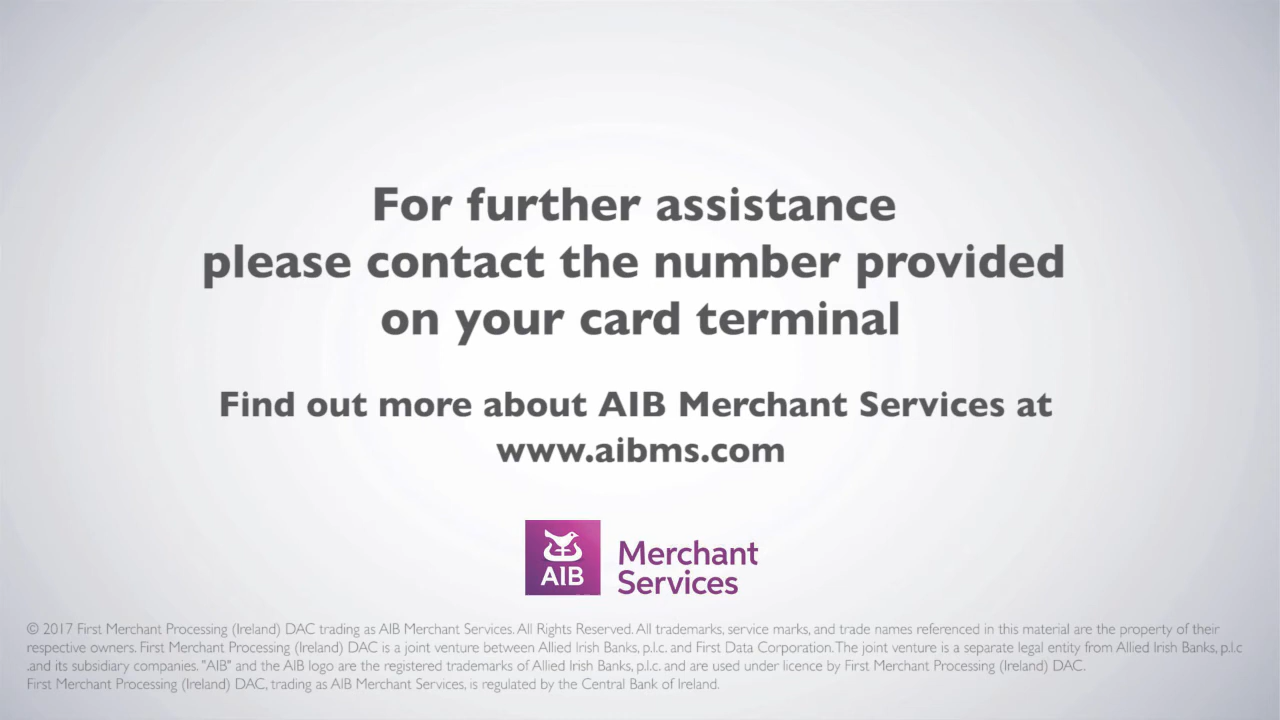 For further assistance
please contact the number provided
on your card terminal
Find out more about AIB Merchant Services at
www.aibms.com
AIB
Merchant
Services
© 2017 First Merchant Processing (Ireland) DAC trading as AIB Merchant Services. All Rights Reserved. All trademarks, service marks, and trade names referenced in this material are the property of their
respective owners. First Merchant Processing (Ireland) DAC is a joint venture between Allied Irish Banks, p.l.c. and First Data Corporation. The joint venture is a separate legal entity from Allied Irish Banks, p.l.c
.and its subsidiary companies. "AIB" and the AIB logo are the registered trademarks of Allied Irish Banks, p.l.c. and are used under licence by First Merchant Processing (Ireland) DAC.
First Merchant Processing (Ireland) DAC, trading as AIB Merchant Services, is regulated by the Central Bank of Ireland.